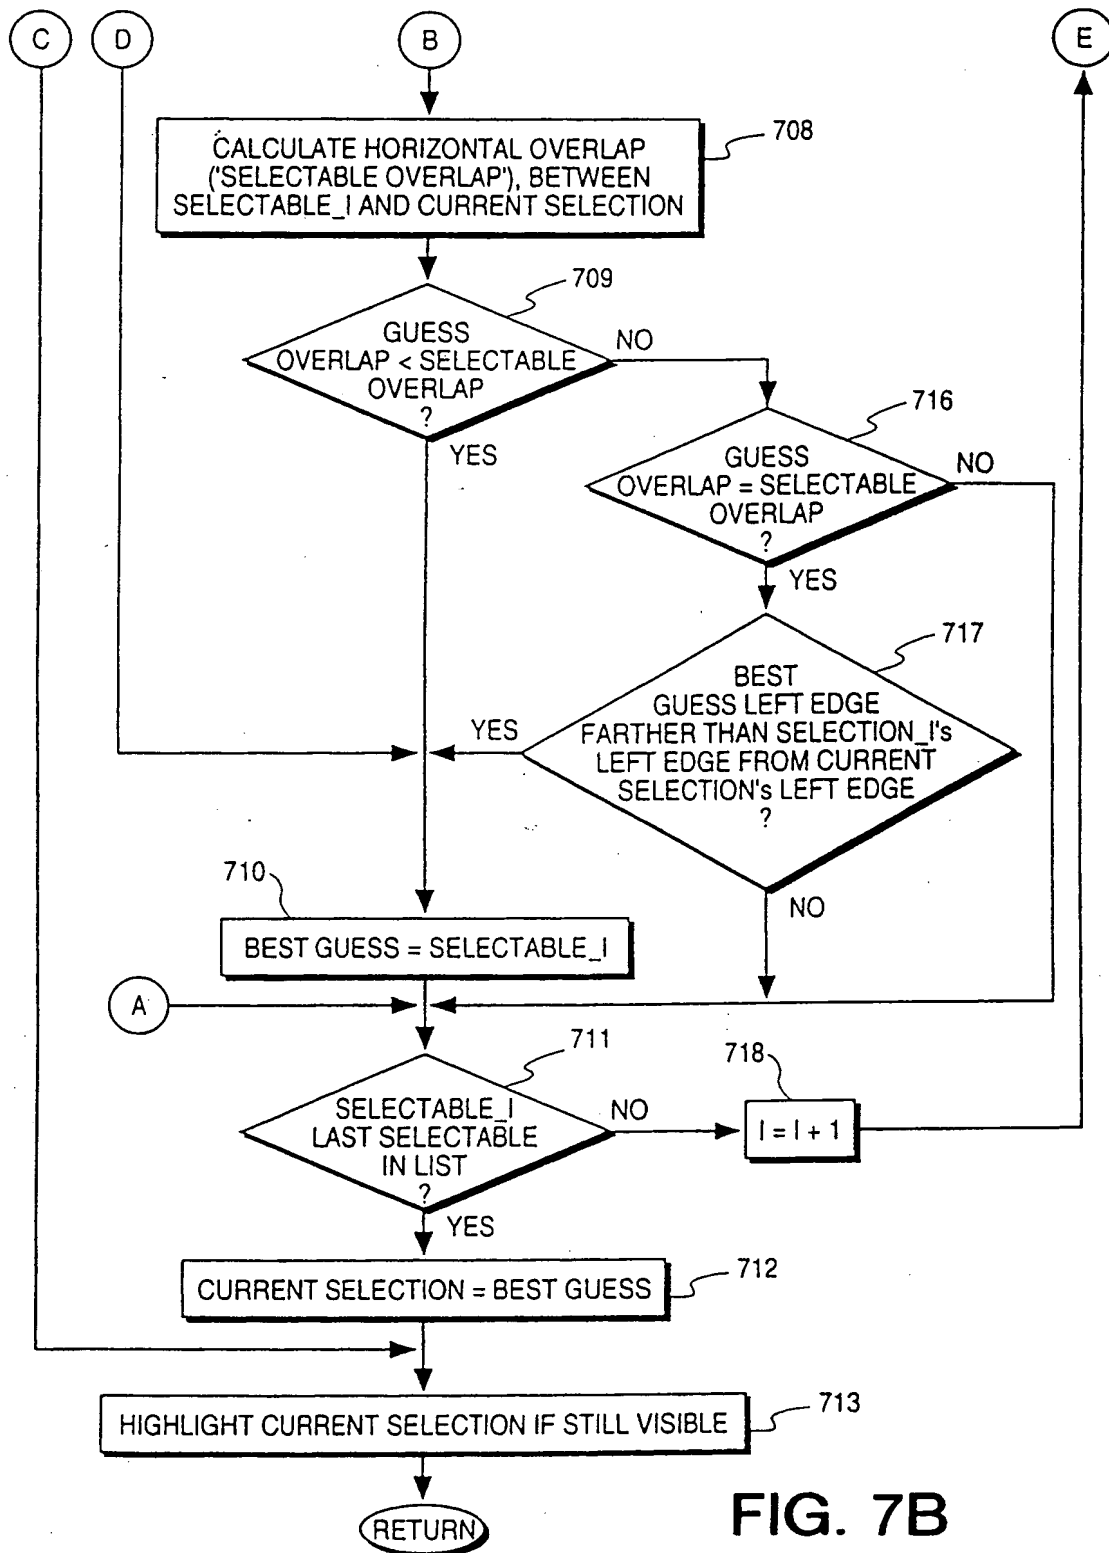 C
D
B
E
CALCULATE HORIZONTAL OVERLAP
('SELECTABLE OVERLAP'), BETWEEN
SELECTABLE_I AND CURRENT SELECTION
708
GUESS
OVERLAP < SELECTABLE
OVERLAP
?
709
NO
YES
GUESS
OVERLAP = SELECTABLE
OVERLAP
?
716
NO
YES
BEST
GUESS LEFT EDGE
FARTHER THAN SELECTION_I's
LEFT EDGE FROM CURRENT
SELECTION's LEFT EDGE
?
717
YES
NO
710
BEST GUESS = SELECTABLE_I
A
SELECTABLE_I
LAST SELECTABLE
IN LIST
?
711
NO
YES
718
I = I + 1
CURRENT SELECTION = BEST GUESS
712
HIGHLIGHT CURRENT SELECTION IF STILL VISIBLE
713
RETURN
FIG. 7B